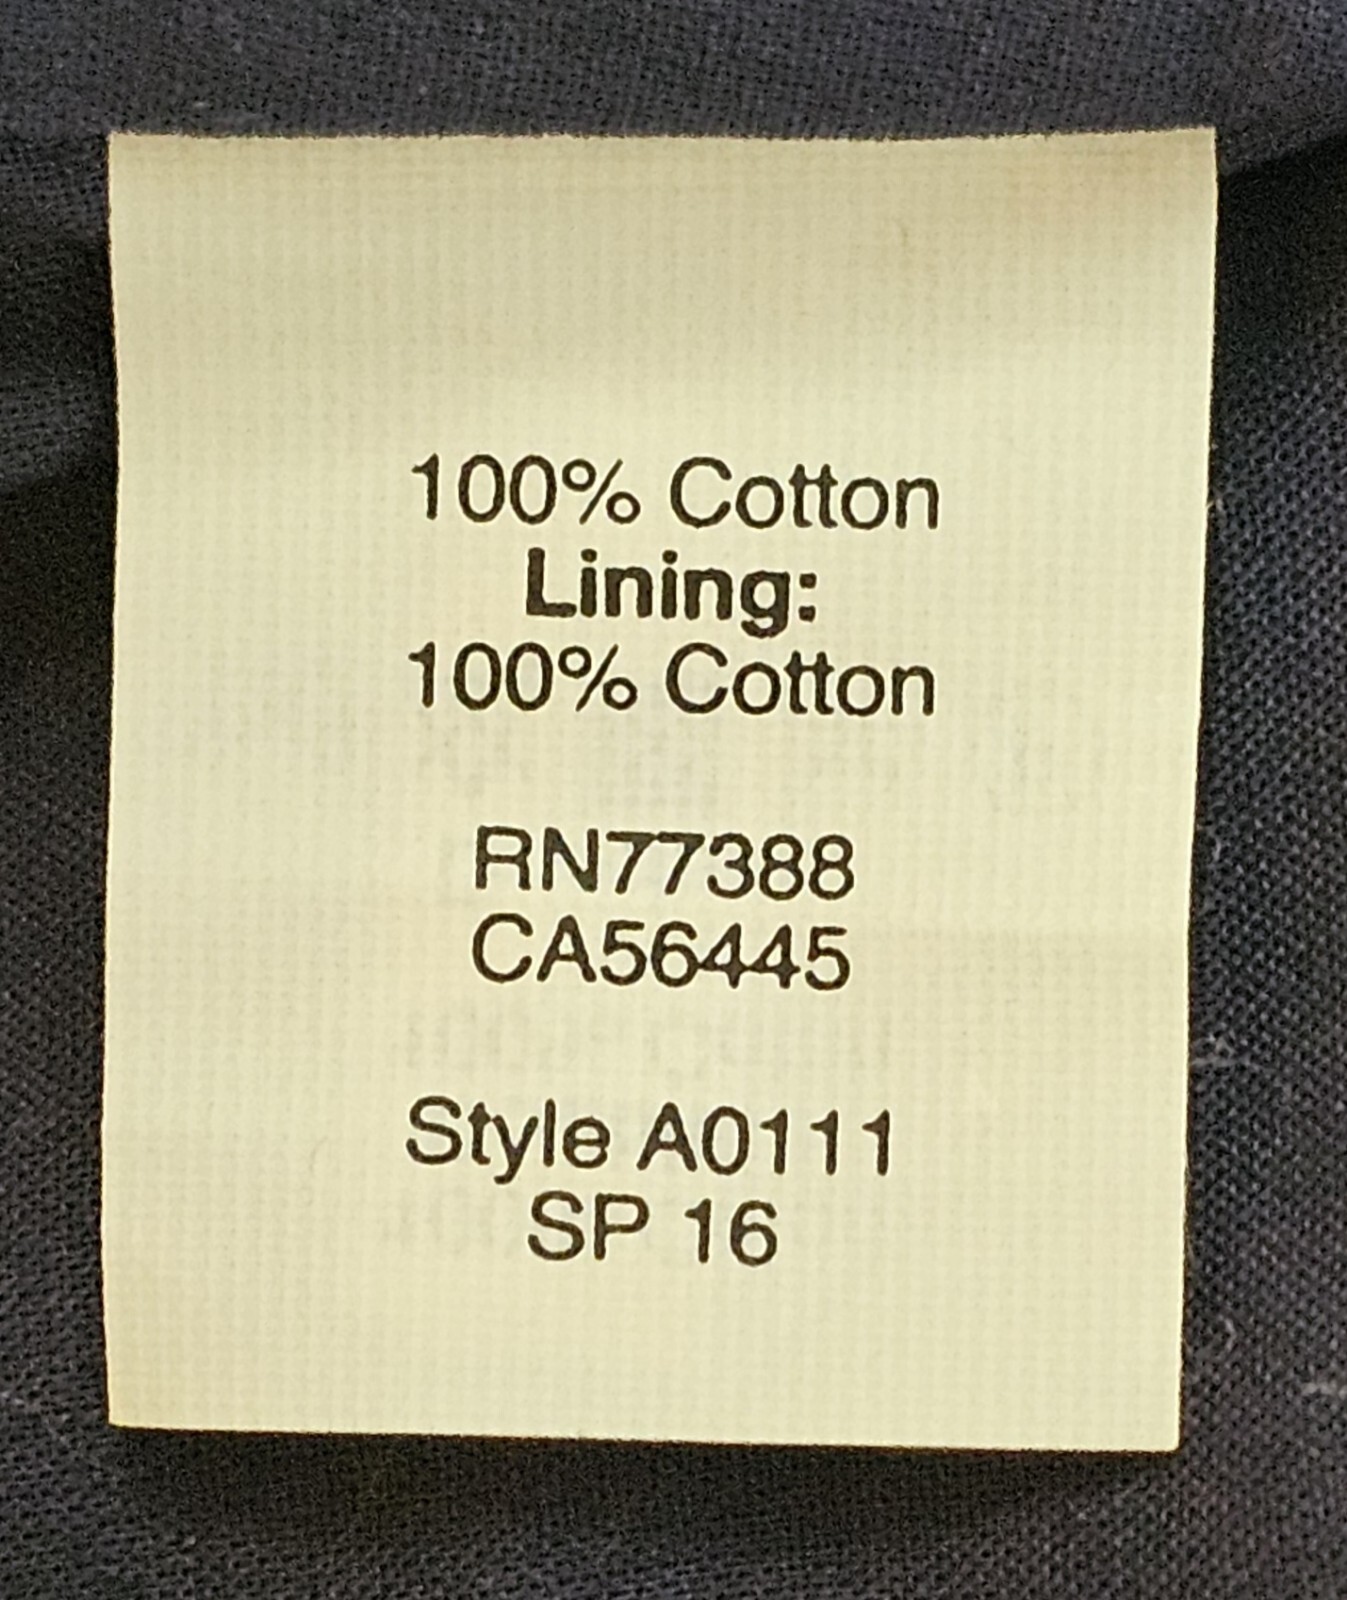 100% Cotton
Lining:
100% Cotton
RN77388
CA56445
Style A0111
SP 16